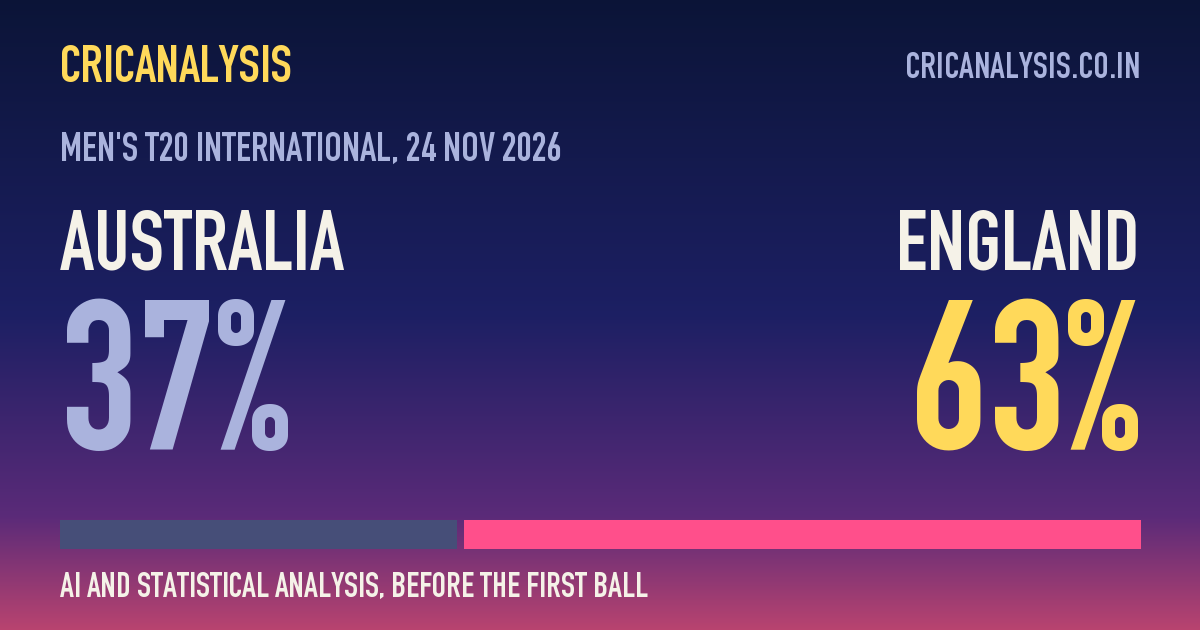 CRICANALYSIS
CRICANALYSIS.CO.IN
MEN'S T20 INTERNATIONAL, 24 NOV 2026
AUSTRALIA
ENGLAND
37%
63%
AI AND STATISTICAL ANALYSIS, BEFORE THE FIRST BALL